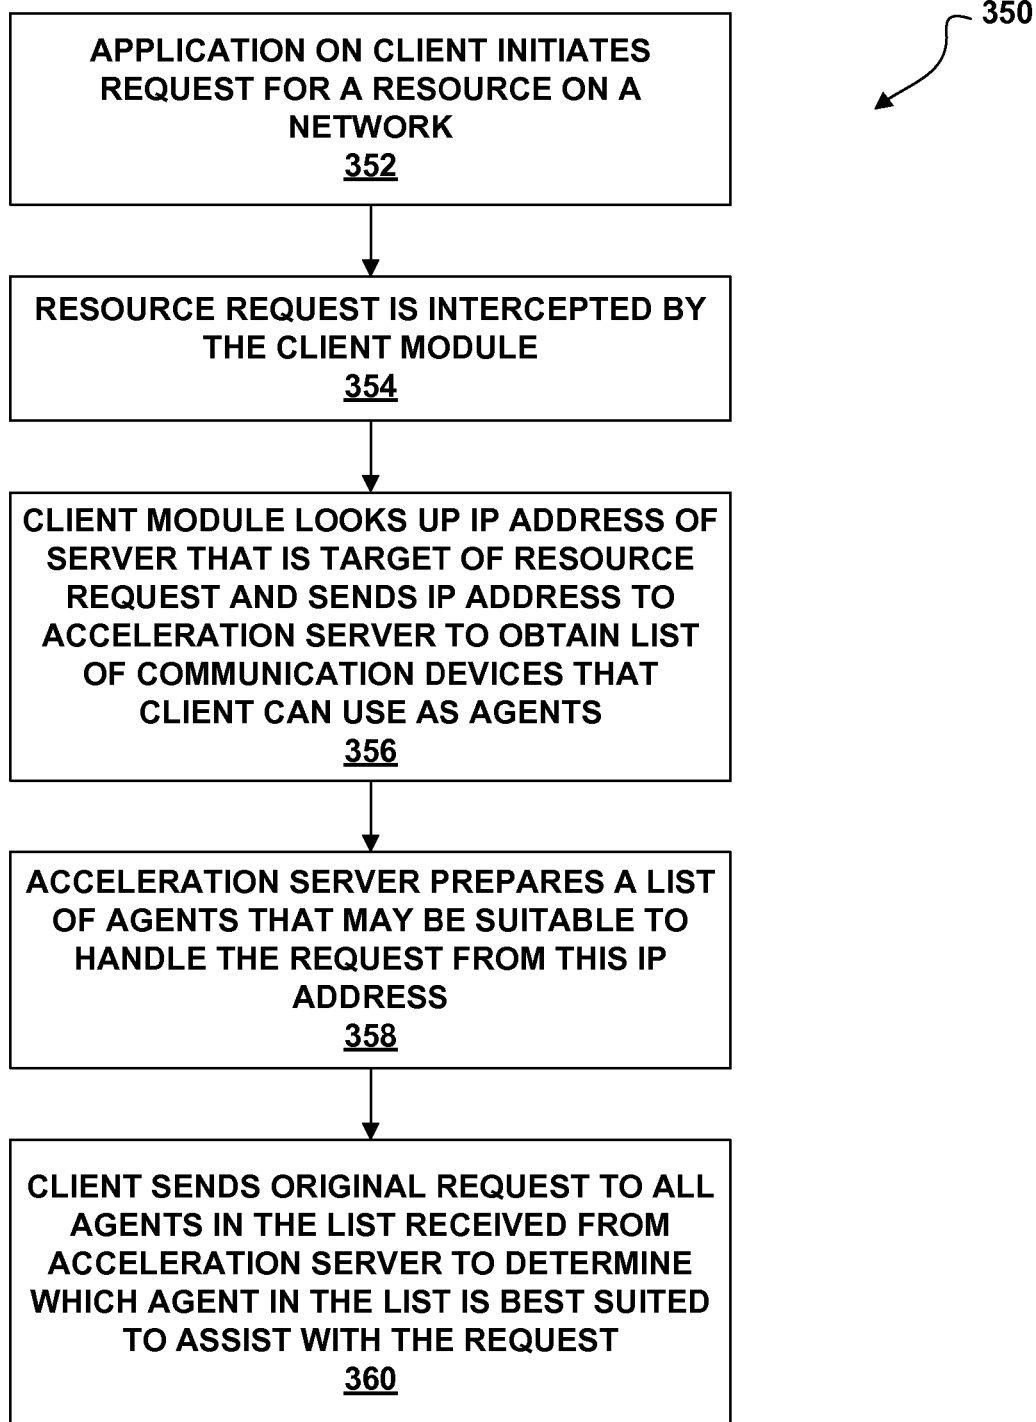 350
APPLICATION ON CLIENT INITIATES
REQUEST FOR A RESOURCE ON A
NETWORK
352
RESOURCE REQUEST IS INTERCEPTED BY
THE CLIENT MODULE
354
CLIENT MODULE LOOKS UP IP ADDRESS OF
SERVER THAT IS TARGET OF RESOURCE
REQUEST AND SENDS IP ADDRESS TO
ACCELERATION SERVER TO OBTAIN LIST
OF COMMUNICATION DEVICES THAT
CLIENT CAN USE AS AGENTS
356
ACCELERATION SERVER PREPARES A LIST
OF AGENTS THAT MAY BE SUITABLE TO
HANDLE THE REQUEST FROM THIS IP
ADDRESS
358
CLIENT SENDS ORIGINAL REQUEST TO ALL
AGENTS IN THE LIST RECEIVED FROM
ACCELERATION SERVER TO DETERMINE
WHICH AGENT IN THE LIST IS BEST SUITED
TO ASSIST WITH THE REQUEST
360